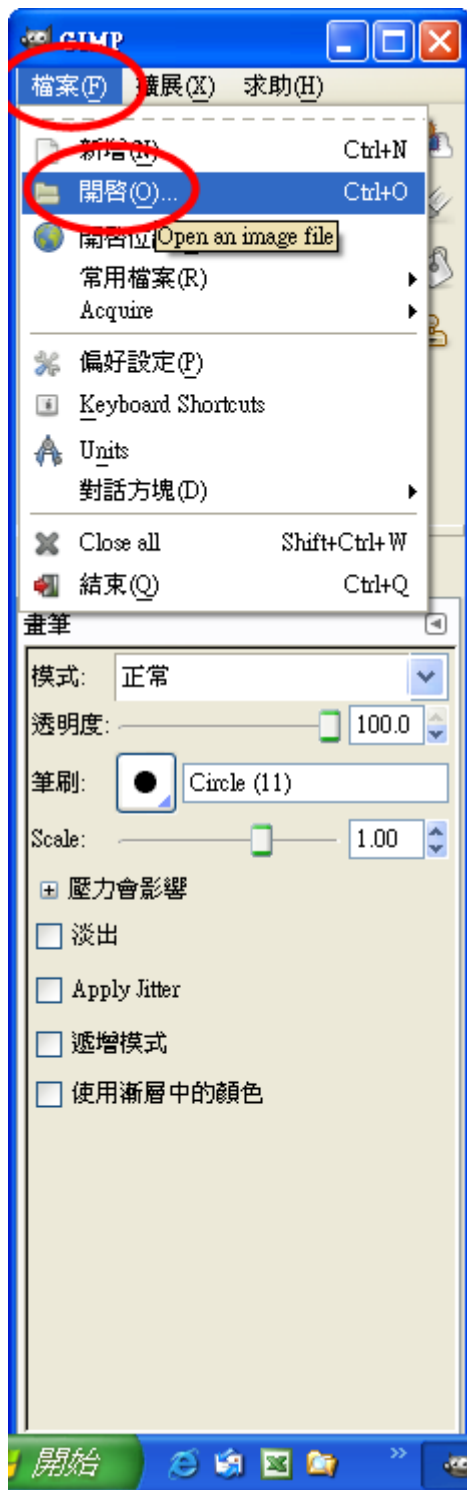 GIMP
檔案(F) 擴展(X) 求助(H)
新增(N) Ctrl+N
開啓(O)... Ctrl+O
開啓位
Open an image file
常用檔案(R)
Acquire
偏好設定(P)
Keyboard Shortcuts
Units
對話方塊(D)
Close all Shift+Ctrl+W
結束(Q) Ctrl+Q
畫筆
模式: 正常
透明度: 100.0
筆刷: Circle (11)
Scale: 1.00
壓力會影響
淡出
Apply Jitter
遞增模式
使用漸層中的顏色
開始